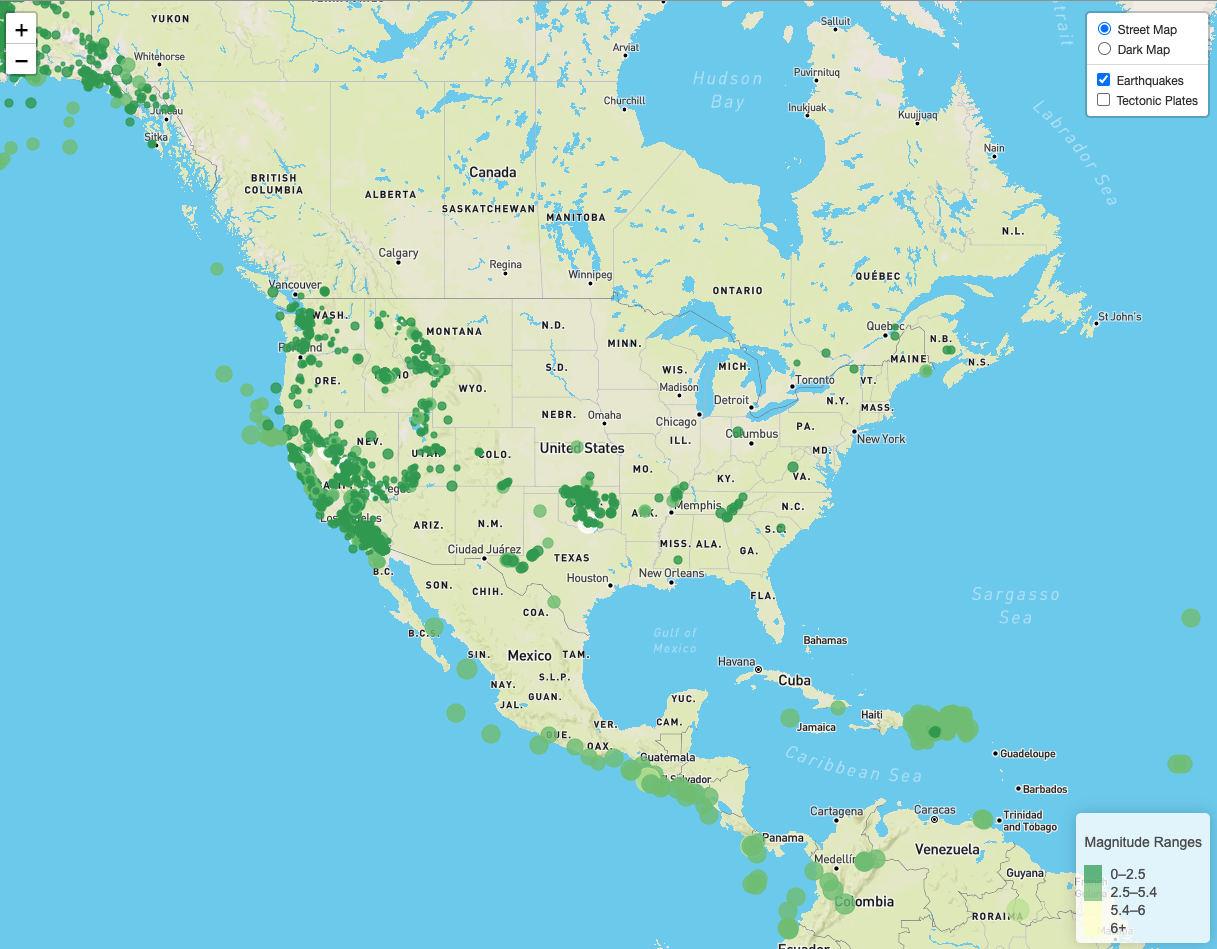 +
−
YUKON
Whitehorse
Juneau
Sitka
Salluit
Arviat
Puvirnituq
Hudson
Bay
Churchill
Inukjuak
Kuujjuaq
Nain
Labrador Sea
Street Map
Dark Map
Earthquakes
Tectonic Plates
BRITISH
COLUMBIA
ALBERTA
Canada
SASKATCHEWAN
MANITOBA
N.L.
Calgary
Regina
Winnipeg
ONTARIO
QUÉBEC
Vancouver
WASH.
MONTANA
N.D.
MINN.
Quebec
N.B.
St John's
MAINE
N.S.
Portland
ORE.
WYO.
S.D.
WIS.
Madison
MICH.
Toronto
VT.
Detroit
N.Y.
MASS.
NEBR.
Omaha
Chicago
NEV.
UTAH
COLO.
United States
ILL.
Columbus
PA.
New York
MD.
MO.
KY.
VA.
Los Angeles
ARIZ.
N.M.
ARK.
Memphis
N.C.
S.C.
Ciudad Juárez
TEXAS
MISS.
ALA.
GA.
B.C.
SON.
CHIH.
Houston
New Orleans
FLA.
COA.
Sargasso
Sea
B.C.S.
Gulf of
Mexico
Bahamas
SIN.
Mexico
TAM.
Havana
Cuba
NAY.
S.L.P.
GUAN.
JAL.
YUC.
CAM.
VER.
GUE.
OAX.
Haiti
Jamaica
Guatemala
El Salvador
Caribbean Sea
Guadeloupe
Barbados
Cartagena
Caracas
Trinidad
and Tobago
Panama
Medellín
Venezuela
Guyana
Colombia
RORAIMA
Ecuador
Magnitude Ranges
0–2.5
2.5–5.4
5.4–6
6+